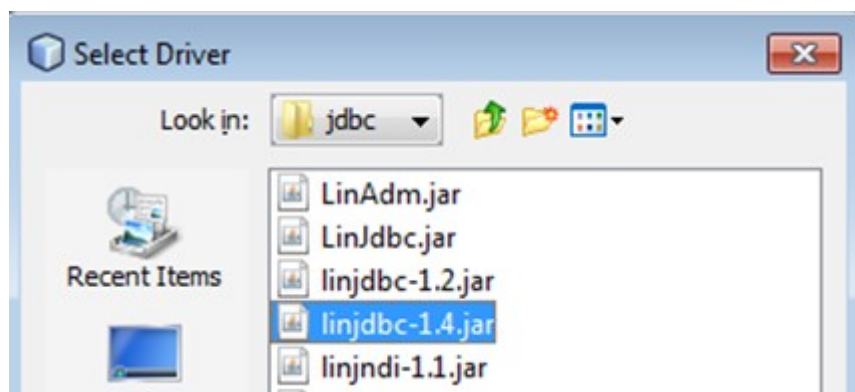 Select Driver
Look in:
jdbc
LinAdm.jar
LinJdbc.jar
Recent Items
linjdbc-1.2.jar
linjdbc-1.4.jar
linjndi-1.1.jar